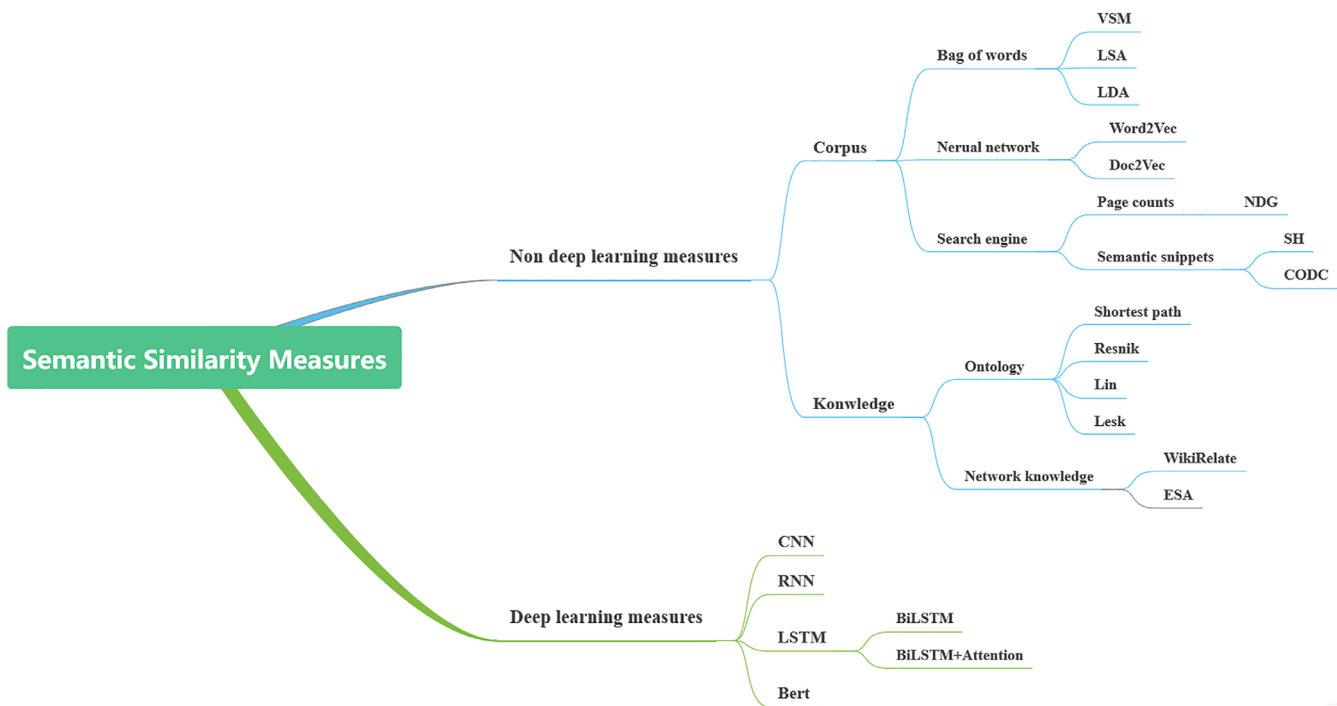 Semantic Similarity Measures
Non deep learning measures
Corpus
Bag of words
VSM
LSA
LDA
Nerual network
Word2Vec
Doc2Vec
Search engine
Page counts
NDG
Semantic snippets
SH
CODC
Konwledge
Ontology
Shortest path
Resnik
Lin
Lesk
Network knowledge
WikiRelate
ESA
Deep learning measures
CNN
RNN
LSTM
BiLSTM
BiLSTM+Attention
Bert